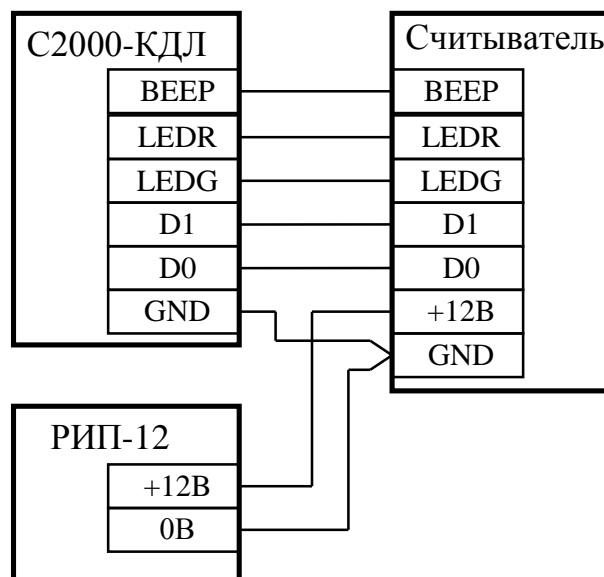 С2000-КДЛ
BEEP
LEDR
LEDG
D1
D0
GND
Считыватель
BEEP
LEDR
LEDG
D1
D0
+12В
GND
РИП-12
+12В
0В